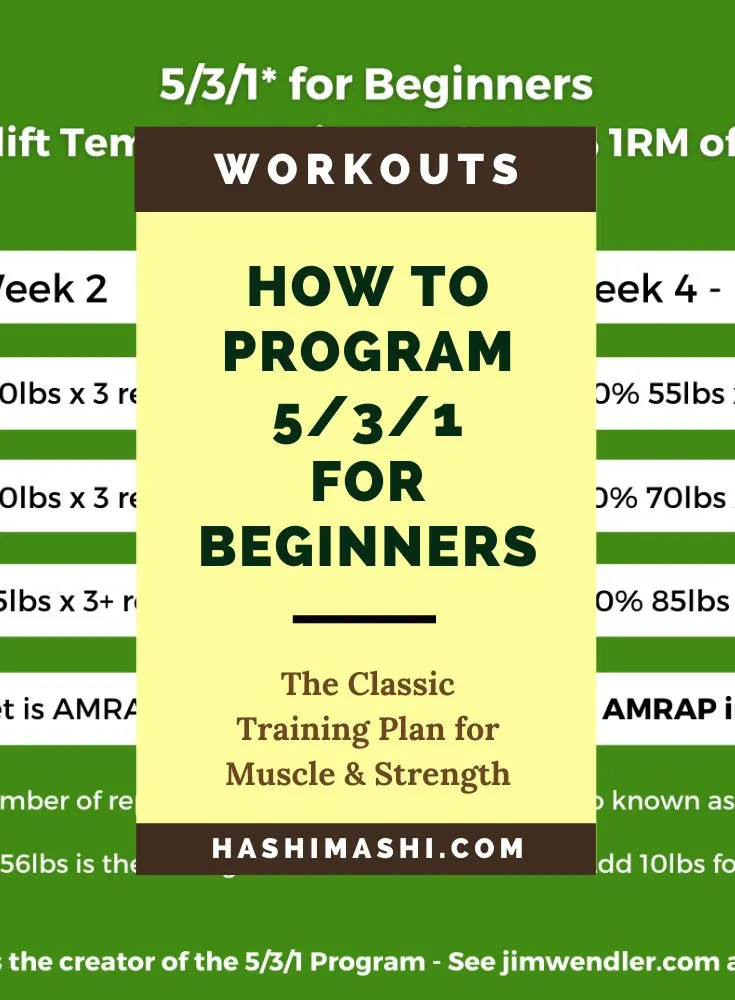 5/3/1* for Beginners
lift Tem 1RM of
WORKOUTS
HOW TO
PROGRAM
5/3/1
FOR
BEGINNERS
The Classic
Training Plan for
Muscle & Strength
HASHIMASHI.COM
eek 2
eek 4 -
0lbs x 3 re
0% 55lbs
0lbs x 3 re
0% 70lbs
5lbs x 3+ r
0% 85lbs
et is AMRA
AMRAP i
mber of rep
o known as
56lbs is the
dd 10lbs fo
s the creator of the 5/3/1 Program - See jimwendler.com a